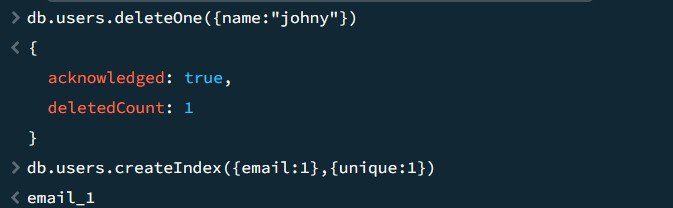 > db.users.deleteOne({name:"johny"})
< {
    acknowledged: true,
    deletedCount: 1
  }
> db.users.createIndex({email:1},{unique:1})
< email_1